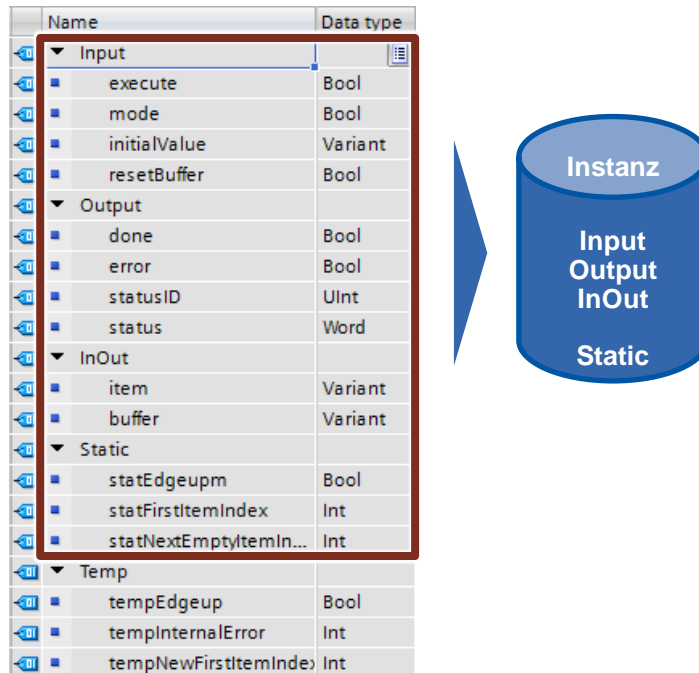 Name Data type
Input
execute Bool
mode Bool
initialValue Variant
resetBuffer Bool
Output
done Bool
error Bool
statusID UInt
status Word
InOut
item Variant
buffer Variant
Static
statEdgeupm Bool
statFirstItemIndex Int
statNextEmptyItemIn... Int
Temp
tempEdgeup Bool
tempInternalError Int
tempNewFirstItemIndex Int
Instanz
Input
Output
InOut
Static